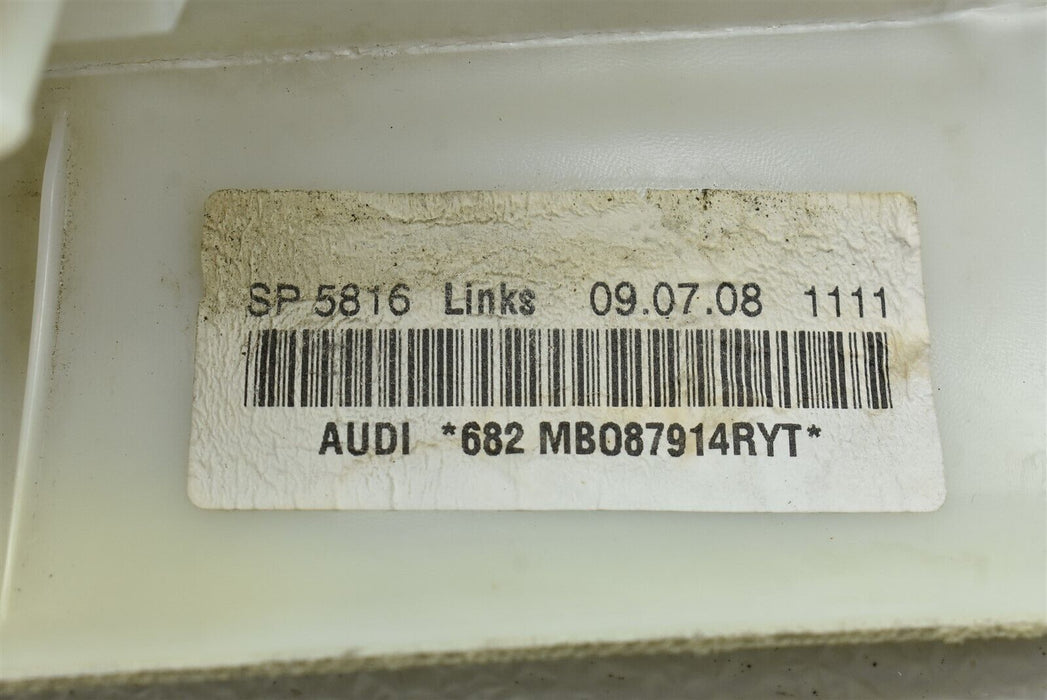 SP 5816 Links 09.07.08 1111
AUDI *682 MB087914RYT*